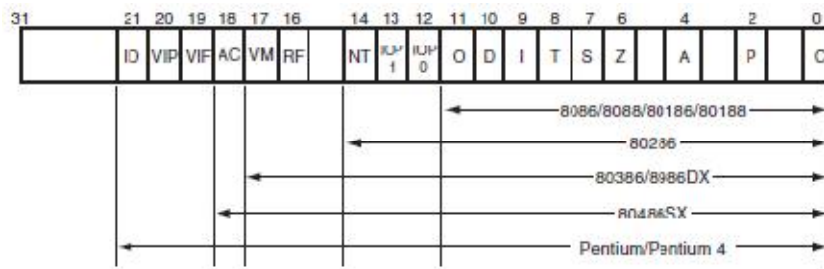 31 21 20 19 18 17 16 14 13 12 11 10 9 8 7 6 4 2 0
ID VIP VIF AC VM RF NT IOP 1 IOP 0 O D I T S Z A P C
8086/8088/80186/80188
80286
80386/8986DX
80486SX
Pentium/Pentium 4